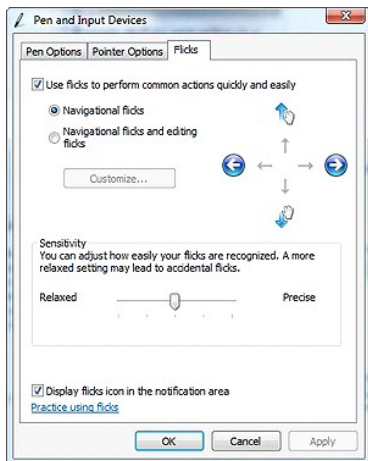 Pen and Input Devices
Pen Options Pointer Options Flicks
Use flicks to perform common actions quickly and easily
Navigational flicks
Navigational flicks and editing
flicks
Customize...
Sensitivity
You can adjust how easily your flicks are recognized. A more
relaxed setting may lead to accidental flicks.
Relaxed Precise
Display flicks icon in the notification area
Practice using flicks
OK Cancel Apply